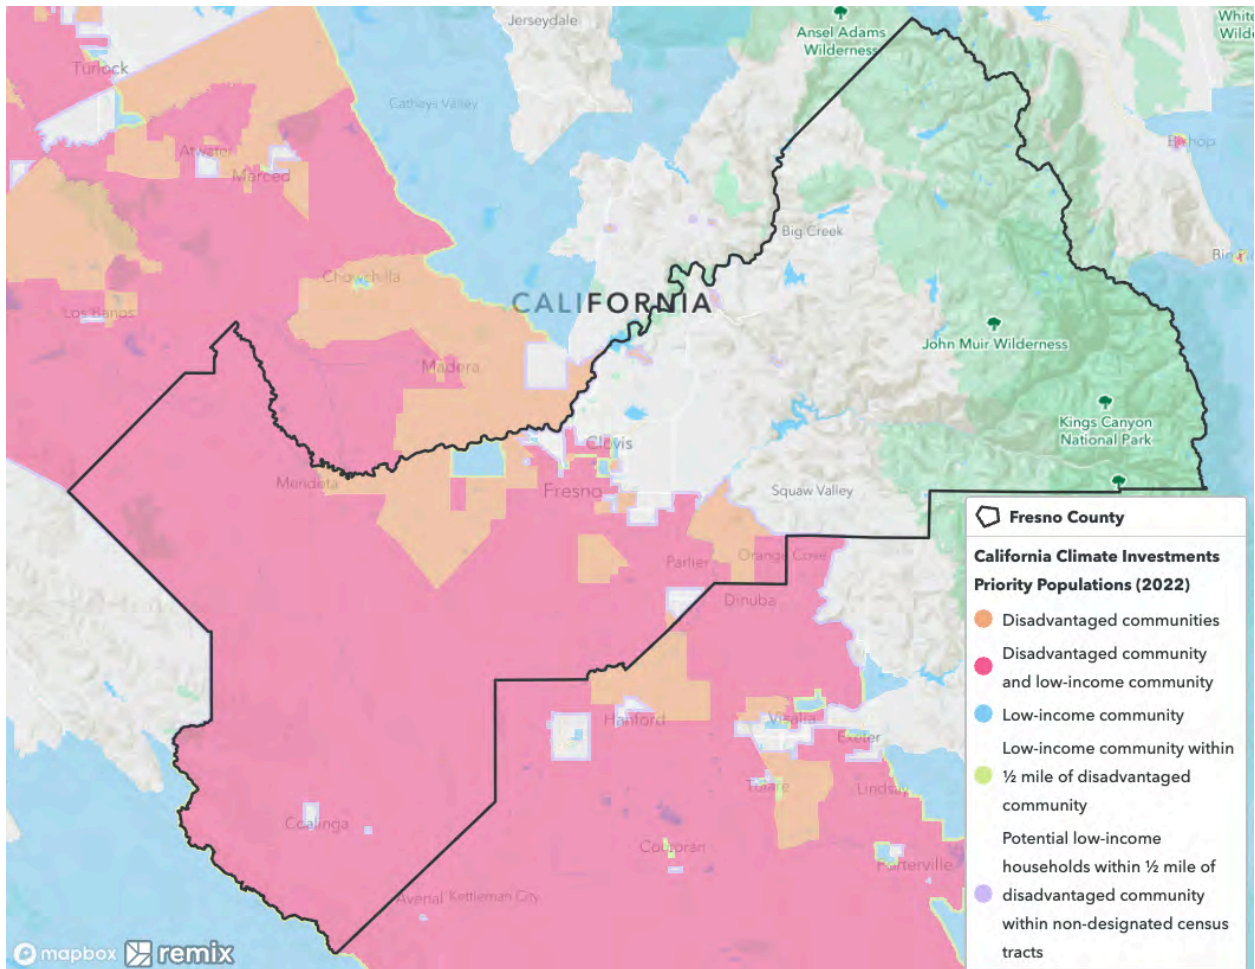 Jerseydale
Ansel Adams
Wilderness
White
Wilde
Turlock
Catheys Valley
Atwater
Merced
Bishop
Big Creek
Big
Chowchilla
CALIFORNIA
Los Banos
John Muir Wilderness
Madera
Kings Canyon
National Park
Clovis
Mendota
Fresno
Squaw Valley
Parlier
Orange Cove
Dinuba
Hanford
Visalia
Exeter
Tulare
Lindsay
Coalinga
Corcoran
Porterville
Avenal
Kettleman City
Fresno County
California Climate Investments
Priority Populations (2022)
Disadvantaged communities
Disadvantaged community
and low-income community
Low-income community
Low-income community within
½ mile of disadvantaged
community
Potential low-income
households within ½ mile of
disadvantaged community
within non-designated census
tracts
mapbox
remix